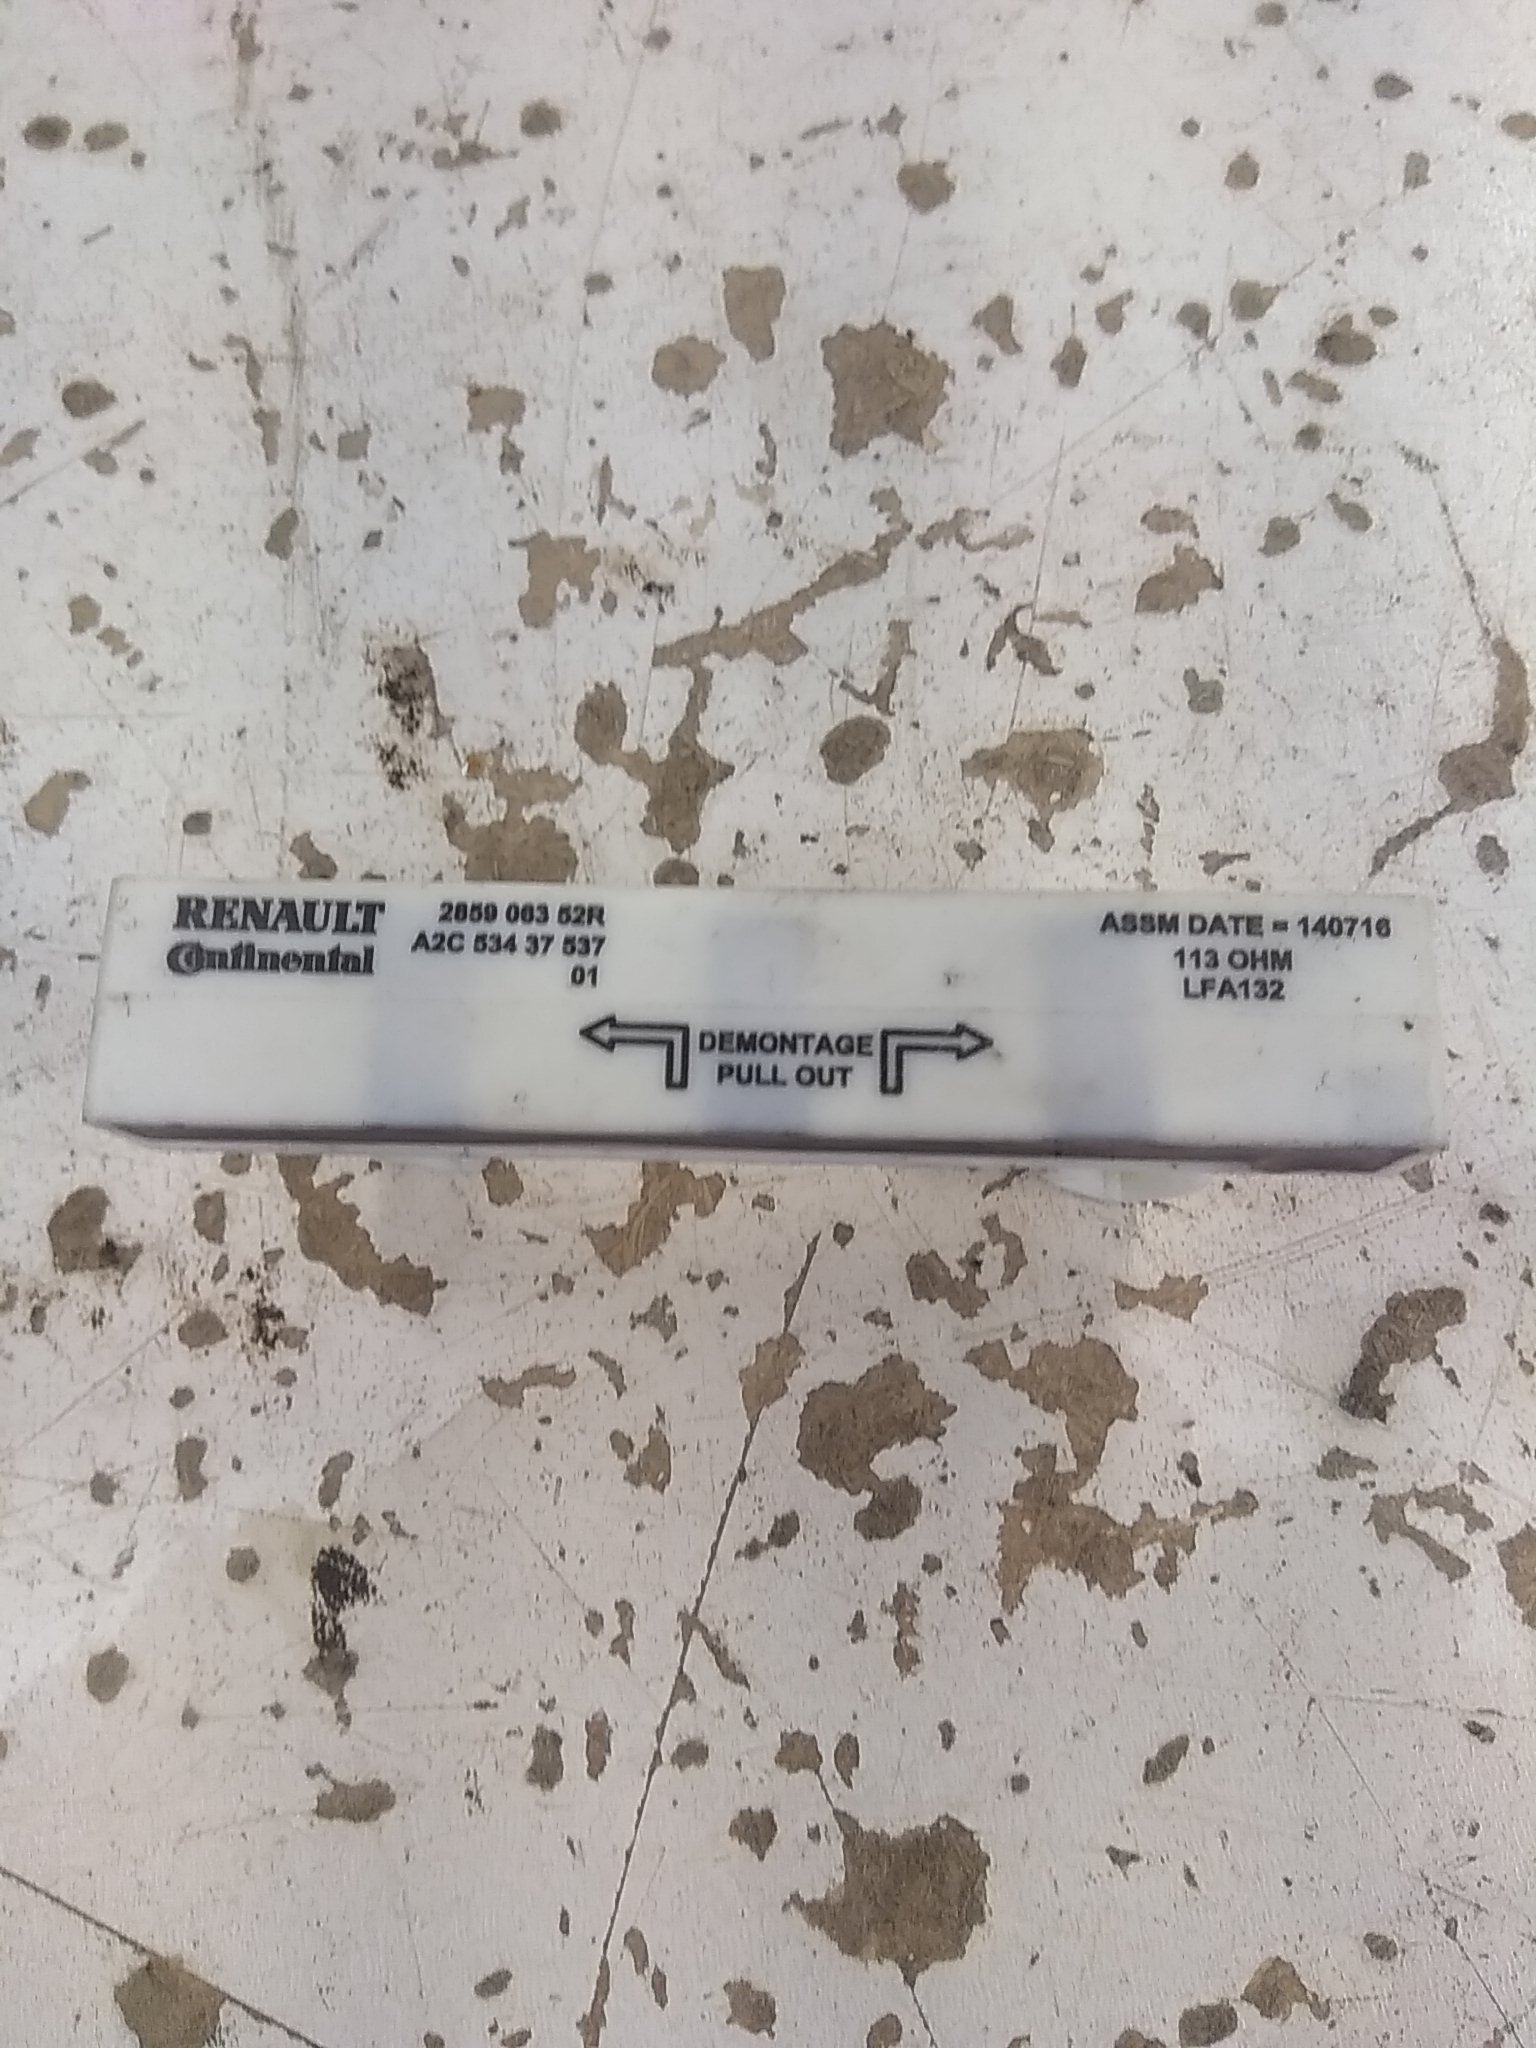 RENAULT 2859 063 52R
Continental A2C 534 37 537
01
ASSM DATE = 140716
113 OHM
LFA132
DEMONTAGE
PULL OUT